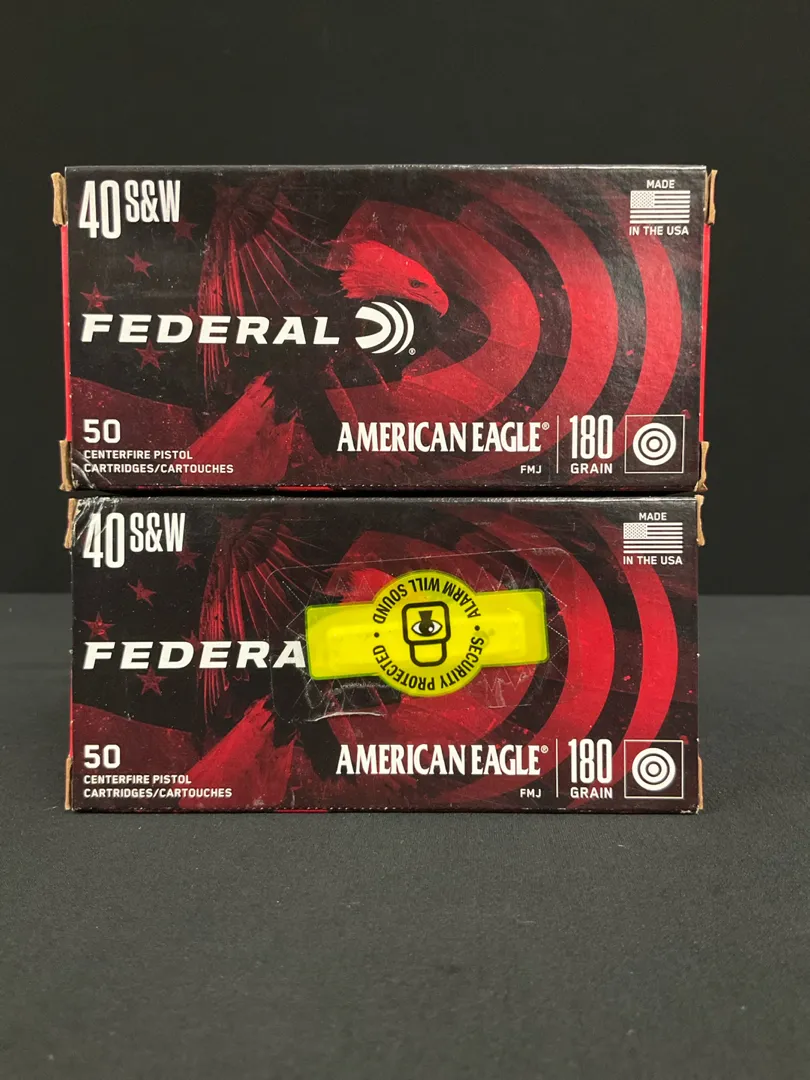 40 S&W
MADE
IN THE USA
FEDERAL
®
50
CENTERFIRE PISTOL
CARTRIDGES/CARTOUCHES
AMERICAN EAGLE®
FMJ
180
GRAIN
40 S&W
MADE
IN THE USA
FEDERA
ALARM WILL SOUND
• SECURITY PROTECTED •
50
CENTERFIRE PISTOL
CARTRIDGES/CARTOUCHES
AMERICAN EAGLE®
FMJ
180
GRAIN